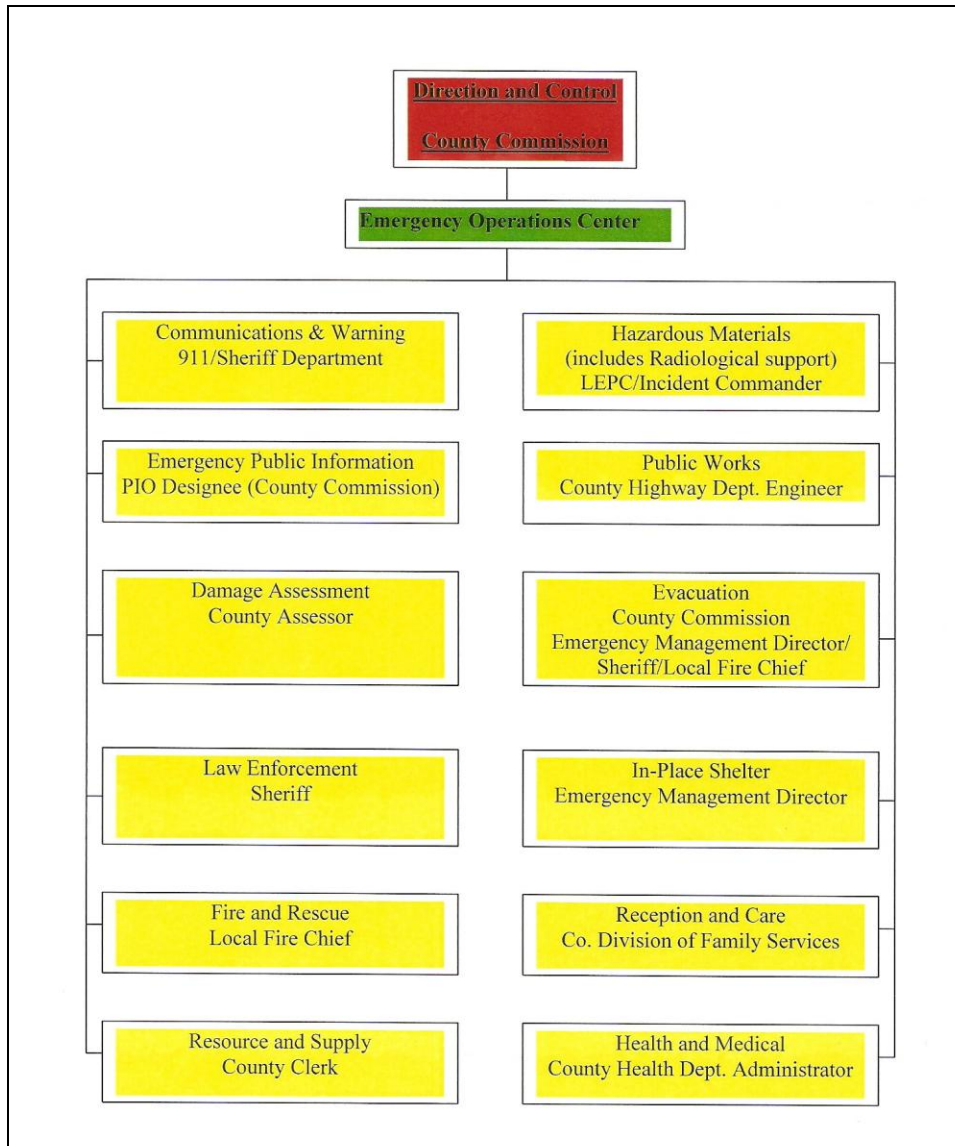 Direction and Control
County Commission
Emergency Operations Center
Communications & Warning
911/Sheriff Department
Hazardous Materials
(includes Radiological support)
LEPC/Incident Commander
Emergency Public Information
PIO Designee (County Commission)
Public Works
County Highway Dept. Engineer
Damage Assessment
County Assessor
Evacuation
County Commission
Emergency Management Director/
Sheriff/Local Fire Chief
Law Enforcement
Sheriff
In-Place Shelter
Emergency Management Director
Fire and Rescue
Local Fire Chief
Reception and Care
Co. Division of Family Services
Resource and Supply
County Clerk
Health and Medical
County Health Dept. Administrator